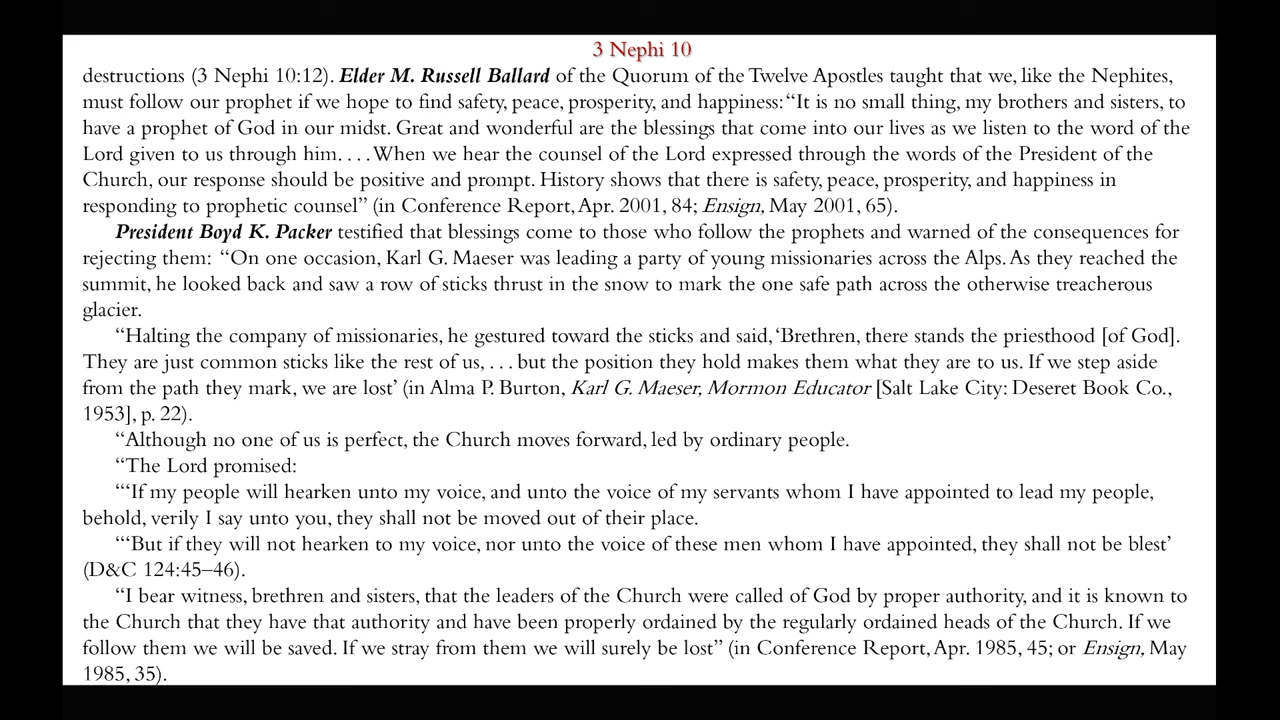 3 Nephi 10
destructions (3 Nephi 10:12). Elder M. Russell Ballard of the Quorum of the Twelve Apostles taught that we, like the Nephites,
must follow our prophet if we hope to find safety, peace, prosperity, and happiness: “It is no small thing, my brothers and sisters, to
have a prophet of God in our midst. Great and wonderful are the blessings that come into our lives as we listen to the word of the
Lord given to us through him. . . . When we hear the counsel of the Lord expressed through the words of the President of the
Church, our response should be positive and prompt. History shows that there is safety, peace, prosperity, and happiness in
responding to prophetic counsel” (in Conference Report, Apr. 2001, 84; Ensign, May 2001, 65).
President Boyd K. Packer testified that blessings come to those who follow the prophets and warned of the consequences for
rejecting them: “On one occasion, Karl G. Maeser was leading a party of young missionaries across the Alps. As they reached the
summit, he looked back and saw a row of sticks thrust in the snow to mark the one safe path across the otherwise treacherous
glacier.
“Halting the company of missionaries, he gestured toward the sticks and said, ‘Brethren, there stands the priesthood [of God].
They are just common sticks like the rest of us, . . . but the position they hold makes them what they are to us. If we step aside
from the path they mark, we are lost’ (in Alma P. Burton, Karl G. Maeser, Mormon Educator [Salt Lake City: Deseret Book Co.,
1953], p. 22).
“Although no one of us is perfect, the Church moves forward, led by ordinary people.
“The Lord promised:
“‘If my people will hearken unto my voice, and unto the voice of my servants whom I have appointed to lead my people,
behold, verily I say unto you, they shall not be moved out of their place.
“‘But if they will not hearken to my voice, nor unto the voice of these men whom I have appointed, they shall not be blest’
(D&C 124:45–46).
“I bear witness, brethren and sisters, that the leaders of the Church were called of God by proper authority, and it is known to
the Church that they have that authority and have been properly ordained by the regularly ordained heads of the Church. If we
follow them we will be saved. If we stray from them we will surely be lost” (in Conference Report, Apr. 1985, 45; or Ensign, May
1985, 35).